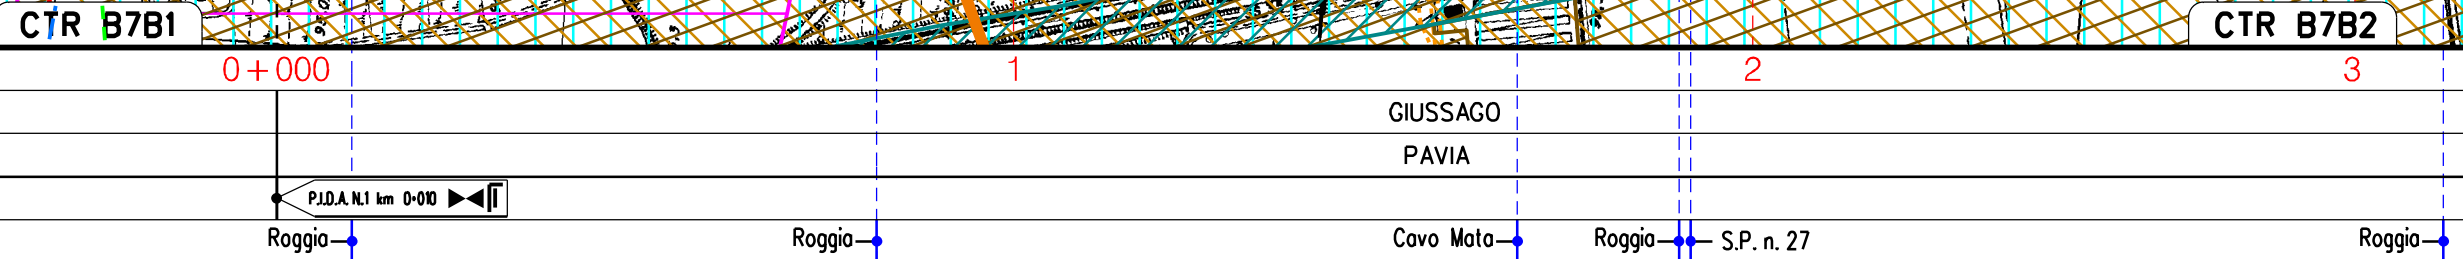 CTR B7B1
CTR B7B2
0+000 1 2 3
GIUSSAGO
PAVIA
P.I.D.A. N.1 km 0+010
Roggia Roggia Cavo Mata Roggia S.P. n. 27 Roggia